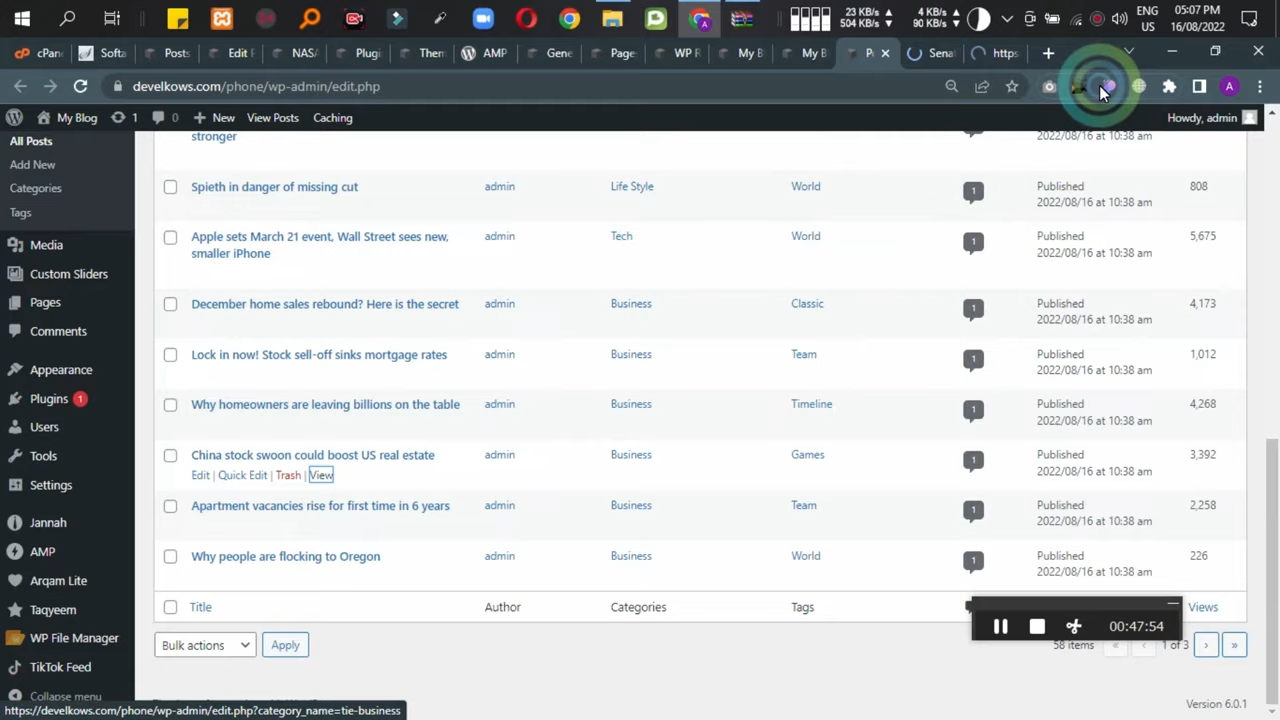 23 KB/s
504 KB/s
4 KB/s
90 KB/s
ENG
US
05:07 PM
16/08/2022
cPane
Softa
Posts
Edit F
NAS
Plugi
Them
AMP
Gene
Page
WP R
My B
My B
Sena
https
develkows.com/phone/wp-admin/edit.php
A
My Blog
1
0
New
View Posts
Caching
Howdy, admin
All Posts
Add New
Categories
Tags
Media
Custom Sliders
Pages
Comments
Appearance
Plugins 1
Users
Tools
Settings
Jannah
AMP
Arqam Lite
Taqyeem
WP File Manager
TikTok Feed
Collapse menu
stronger
2022/08/16 at 10:38 am
Spieth in danger of missing cut
admin
Life Style
World
1
Published
2022/08/16 at 10:38 am
808
Apple sets March 21 event, Wall Street sees new,
smaller iPhone
admin
Tech
World
1
Published
2022/08/16 at 10:38 am
5,675
December home sales rebound? Here is the secret
admin
Business
Classic
1
Published
2022/08/16 at 10:38 am
4,173
Lock in now! Stock sell-off sinks mortgage rates
admin
Business
Team
1
Published
2022/08/16 at 10:38 am
1,012
Why homeowners are leaving billions on the table
admin
Business
Timeline
1
Published
2022/08/16 at 10:38 am
4,268
China stock swoon could boost US real estate
Edit | Quick Edit | Trash | View
admin
Business
Games
1
Published
2022/08/16 at 10:38 am
3,392
Apartment vacancies rise for first time in 6 years
admin
Business
Team
1
Published
2022/08/16 at 10:38 am
2,258
Why people are flocking to Oregon
admin
Business
World
1
Published
2022/08/16 at 10:38 am
226
Title
Author
Categories
Tags
Views
00:47:54
Bulk actions
Apply
58 items
«
‹
1 of 3
›
»
https://develkows.com/phone/wp-admin/edit.php?category_name=tie-business
Version 6.0.1